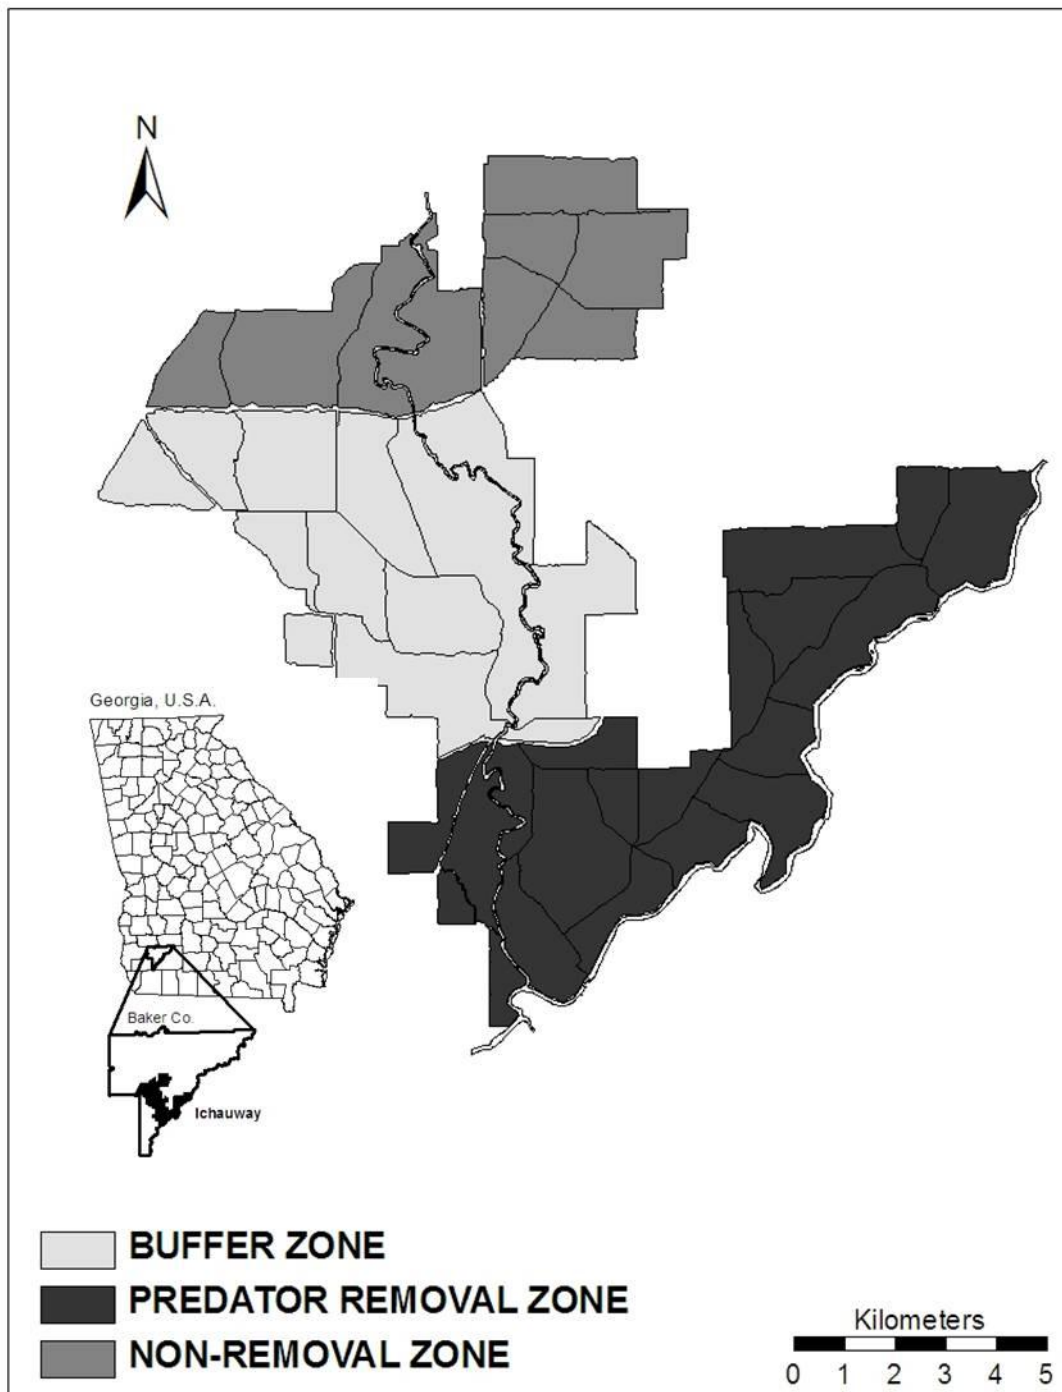 N
Georgia, U.S.A.
Baker Co.
Ichauway
BUFFER ZONE
PREDATOR REMOVAL ZONE
NON-REMOVAL ZONE
Kilometers
0 1 2 3 4 5